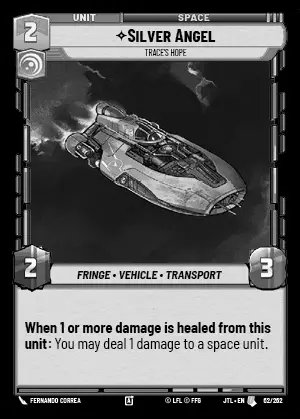 UNIT SPACE
2 ✧SILVER ANGEL
TRACE'S HOPE
2 FRINGE • VEHICLE • TRANSPORT 3
When 1 or more damage is healed from this
unit: You may deal 1 damage to a space unit.
FERNANDO CORREA Ⓒ LFL Ⓒ FFG JTL • EN 62/262